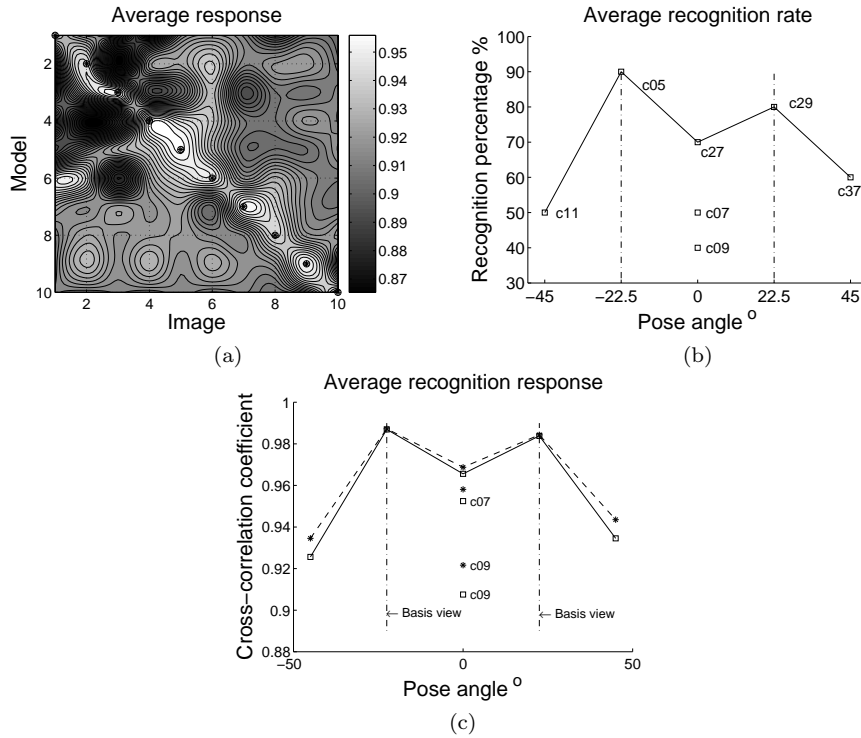 Average response
Model
2
4
6
8
10
2
4
6
8
10
Image
0.95
0.94
0.93
0.92
0.91
0.9
0.89
0.88
0.87
(a)
Average recognition rate
Recognition percentage %
100
90
80
70
60
50
40
30
c05
c29
c27
c37
c11
c07
c09
−45
−22.5
0
22.5
45
Pose angle o
(b)
Average recognition response
Cross−correlation coefficient
1
0.98
0.96
0.94
0.92
0.9
0.88
c07
c09
c09
← Basis view
← Basis view
−50
0
50
Pose angle o
(c)